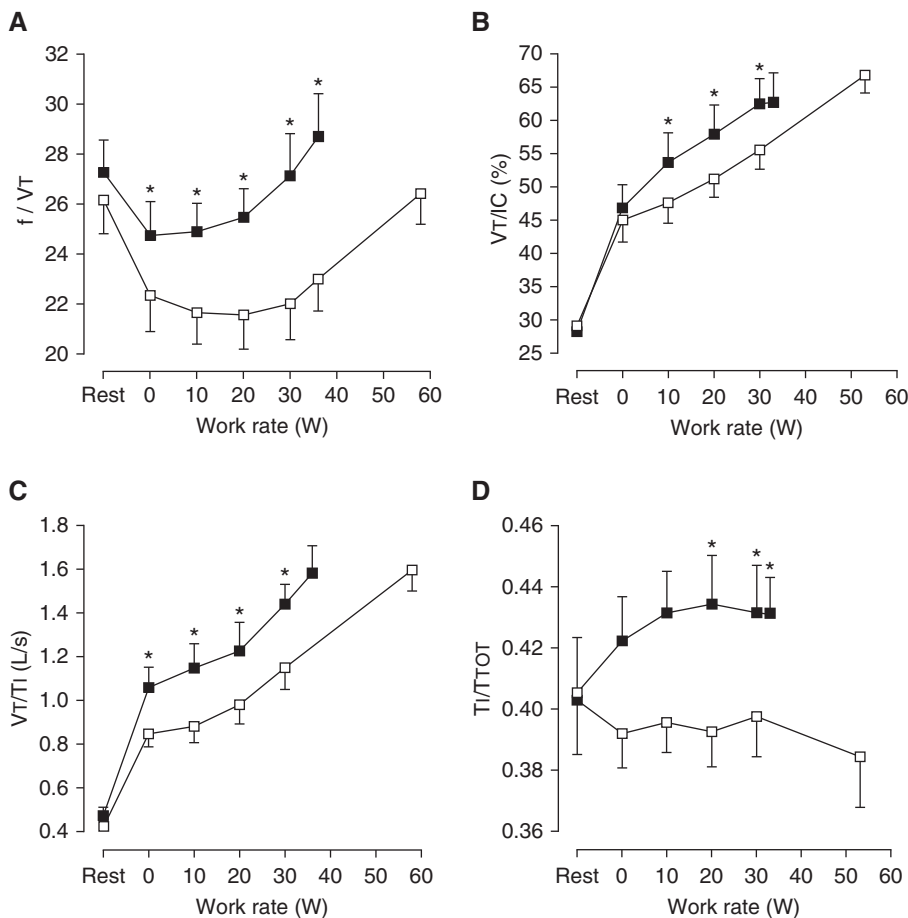 A
32
30
28
26
24
22
20
f / VT
* * * * * *
Rest 0 10 20 30 40 50 60
Work rate (W)
B
70
65
60
55
50
45
40
35
30
25
VT/IC (%)
* * *
Rest 0 10 20 30 40 50 60
Work rate (W)
C
1.8
1.6
1.4
1.2
1.0
0.8
0.6
0.4
VT/TI (L/s)
* * * *
Rest 0 10 20 30 40 50 60
Work rate (W)
D
0.46
0.44
0.42
0.40
0.38
0.36
TI/TTOT
* * *
Rest 0 10 20 30 40 50 60
Work rate (W)